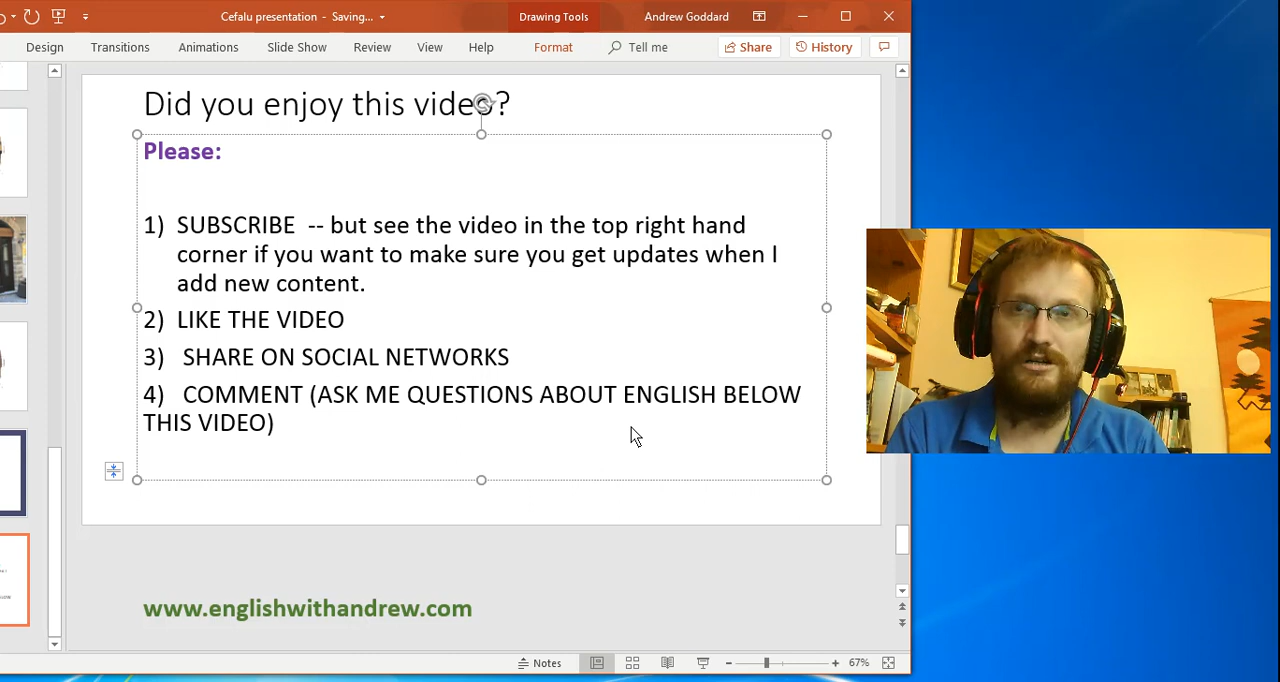 Cefalu presentation - Saving...
Drawing Tools
Andrew Goddard
Design Transitions Animations Slide Show Review View Help Format Tell me Share History
Did you enjoy this video?
Please:
1) SUBSCRIBE -- but see the video in the top right hand
corner if you want to make sure you get updates when I
add new content.
2) LIKE THE VIDEO
3) SHARE ON SOCIAL NETWORKS
4) COMMENT (ASK ME QUESTIONS ABOUT ENGLISH BELOW
THIS VIDEO)
www.englishwithandrew.com
Notes 67%